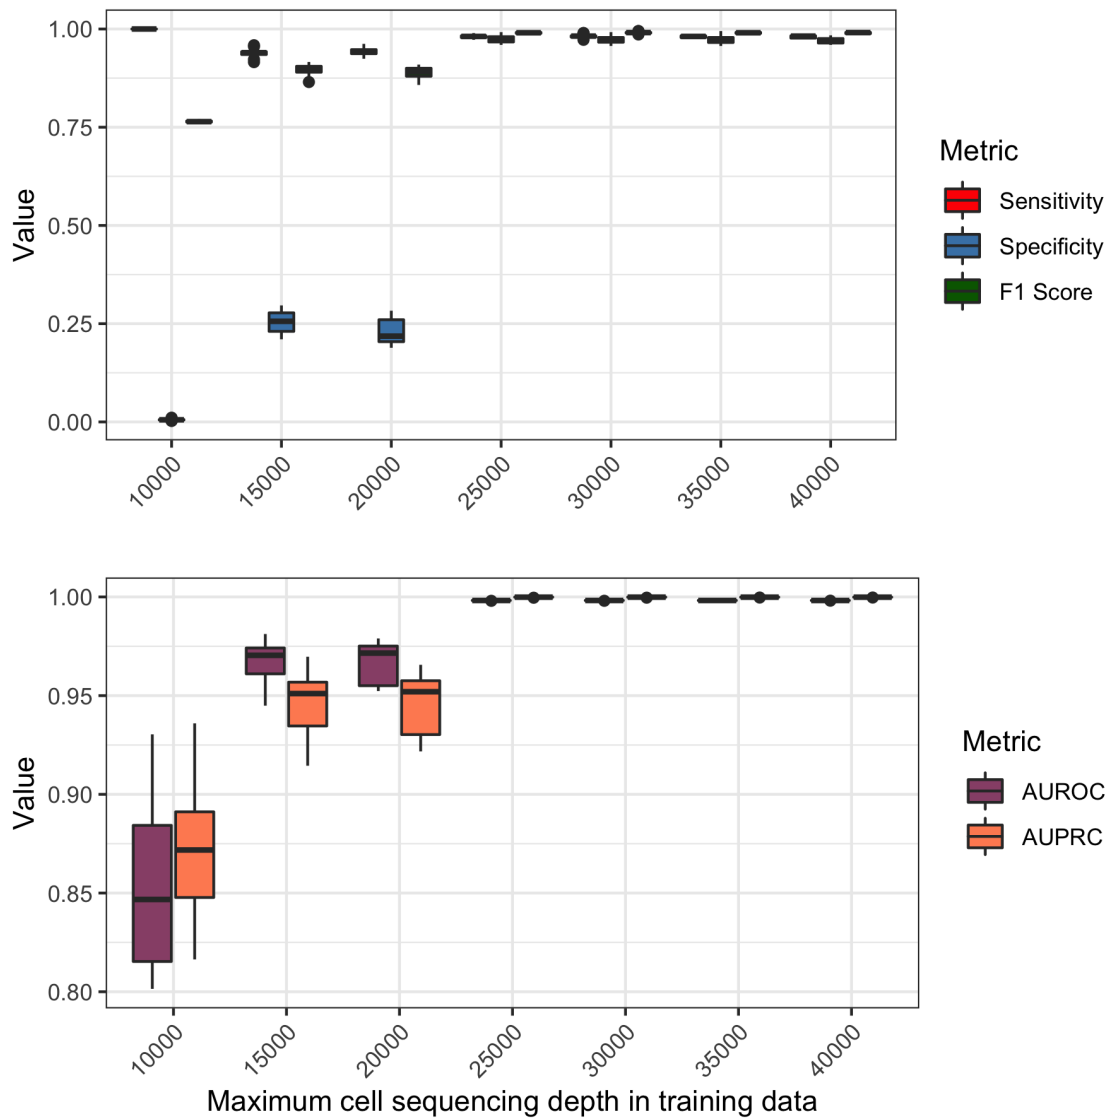 1.00
0.75
0.50
0.25
0.00
Value
10000
15000
20000
25000
30000
35000
40000
Metric
Sensitivity
Specificity
F1 Score
1.00
0.95
0.90
0.85
0.80
Value
10000
15000
20000
25000
30000
35000
40000
Maximum cell sequencing depth in training data
Metric
AUROC
AUPRC